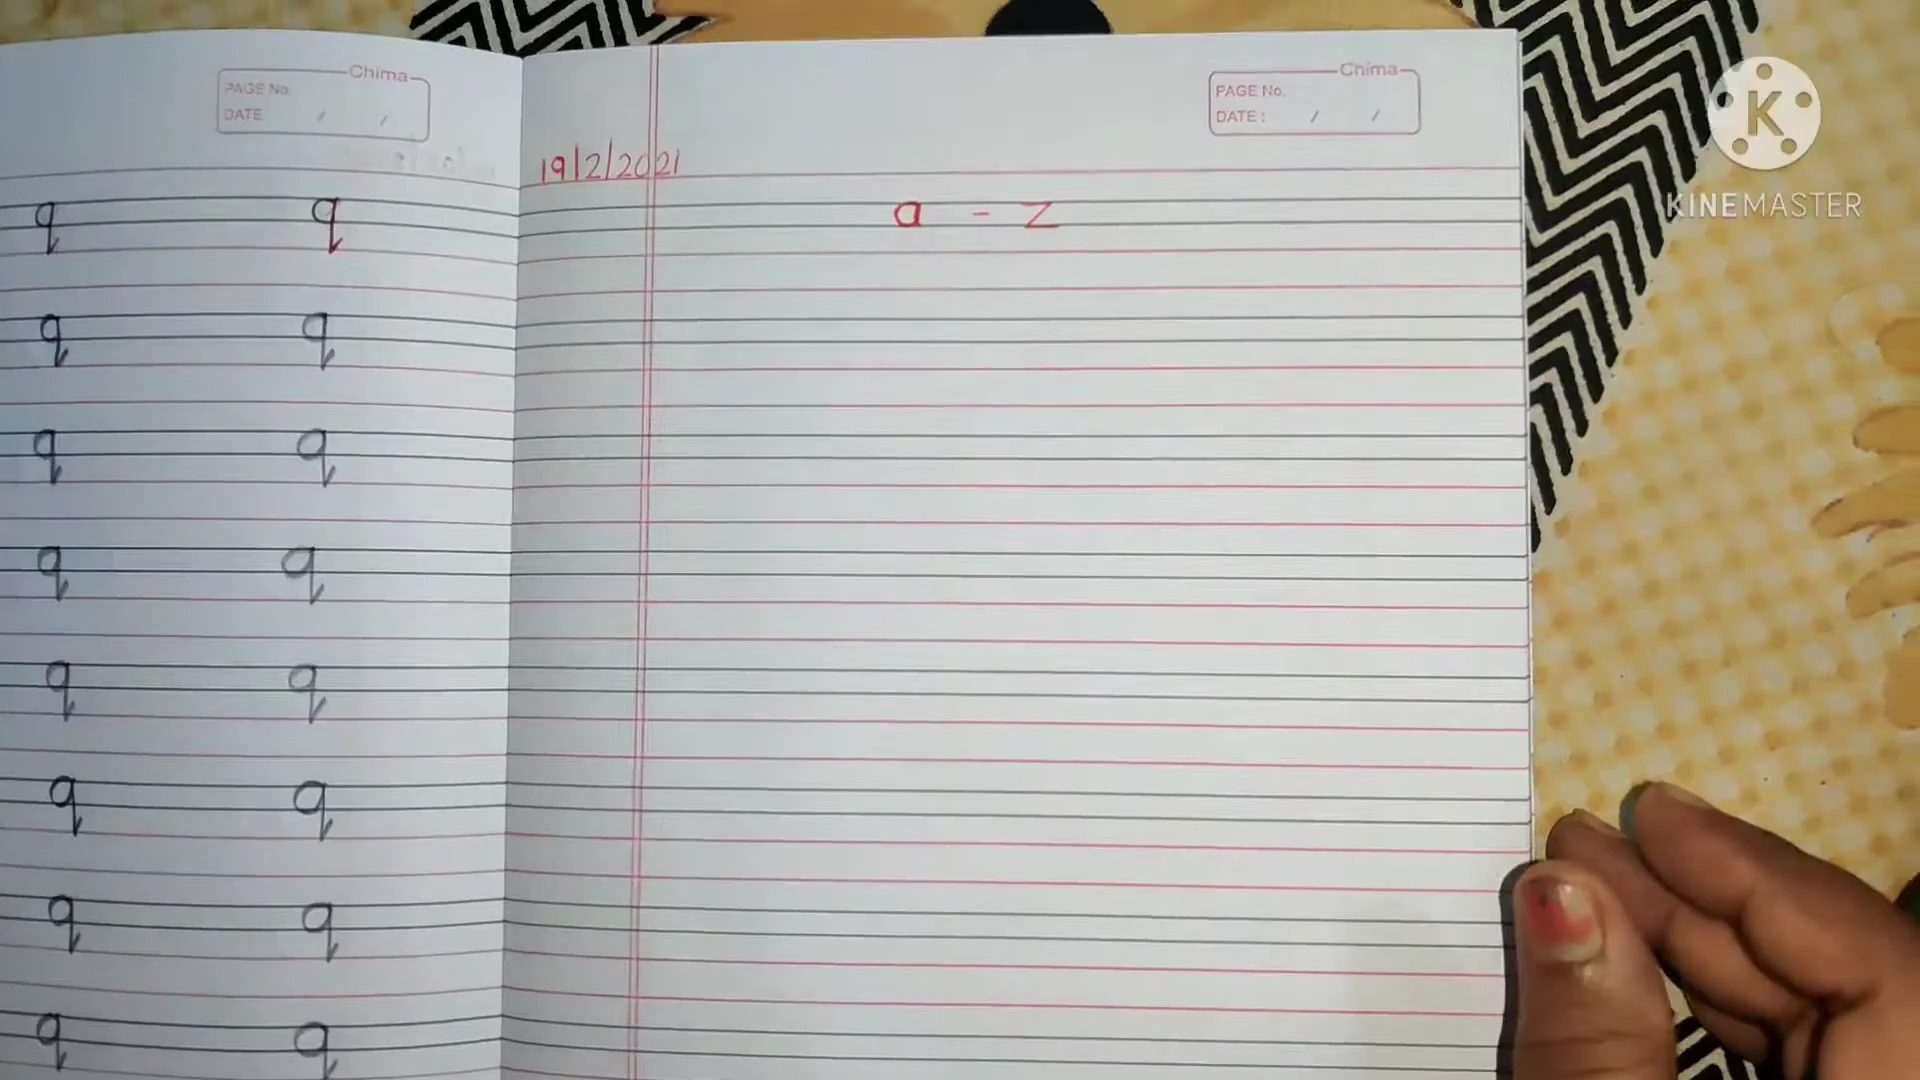 Chima
PAGE No.
DATE / /
q q
q q
q q
q q
q q
q q
q q
q q
Chima
PAGE No.
DATE : / /
19/2/2021
a - z
K
KINEMASTER